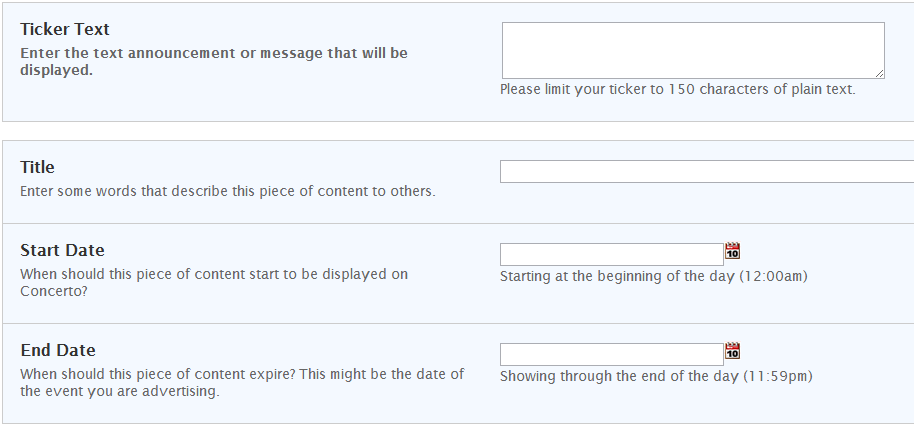 Ticker Text
Enter the text announcement or message that will be
displayed.
Please limit your ticker to 150 characters of plain text.
Title
Enter some words that describe this piece of content to others.
Start Date
When should this piece of content start to be displayed on
Concerto?
10
Starting at the beginning of the day (12:00am)
End Date
When should this piece of content expire? This might be the date of
the event you are advertising.
10
Showing through the end of the day (11:59pm)